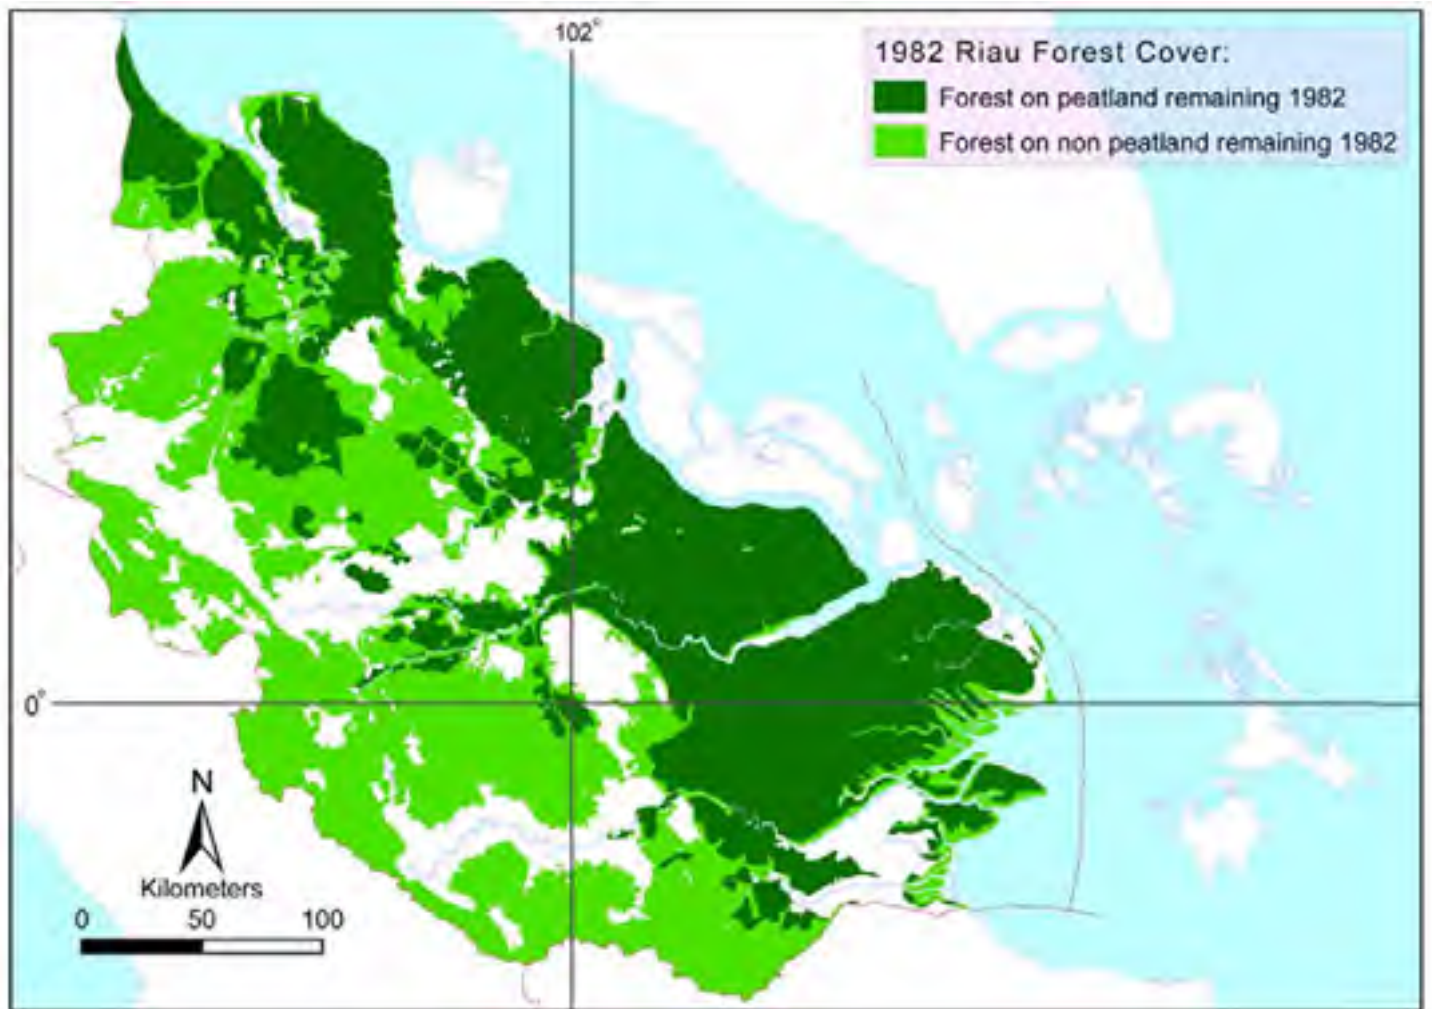 102°
1982 Riau Forest Cover:
Forest on peatland remaining 1982
Forest on non peatland remaining 1982
0°
N
Kilometers
0 50 100